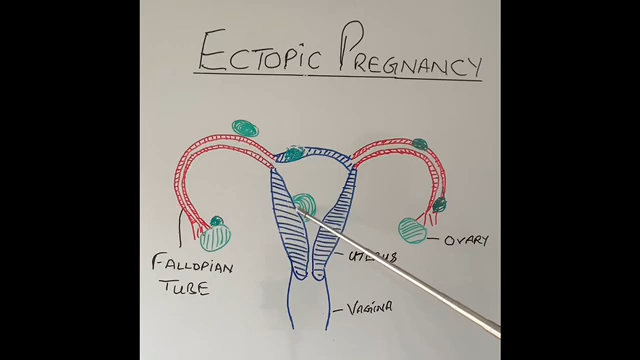 ECTOPIC PREGNANCY
OVARY
FALLOPIAN
TUBE
UTERUS
VAGINA